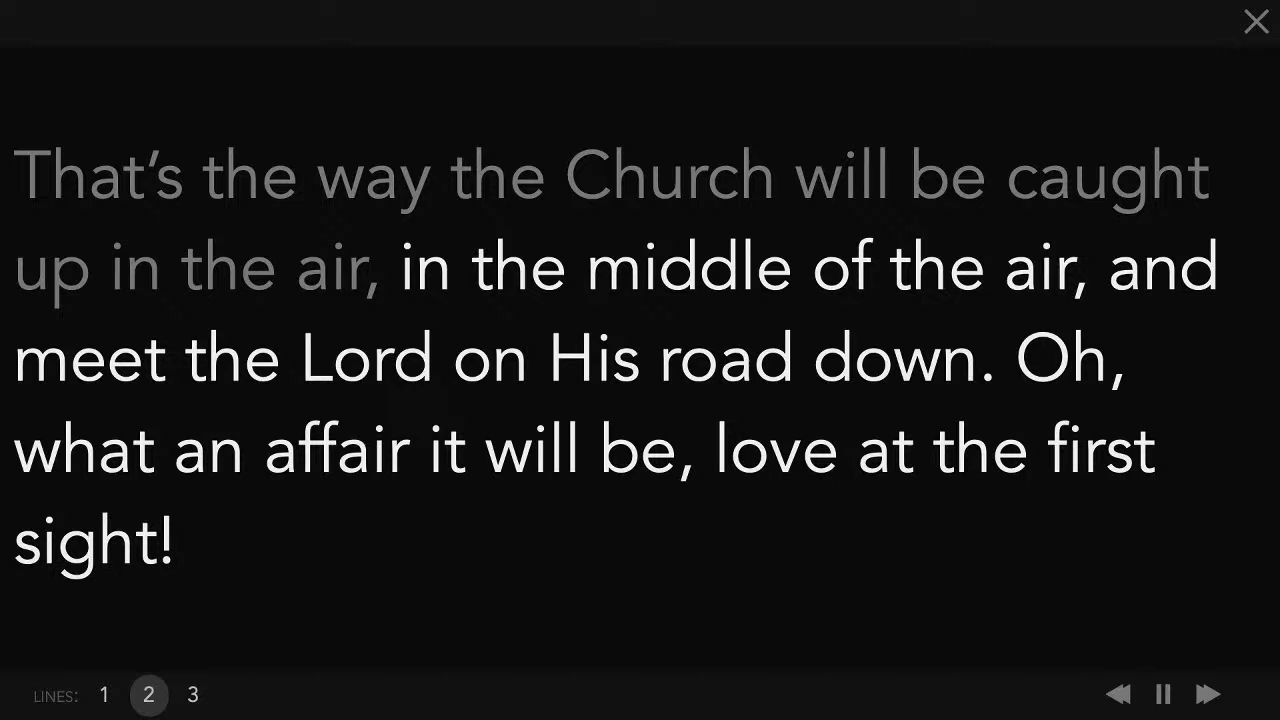 That’s the way the Church will be caught
up in the air, in the middle of the air, and
meet the Lord on His road down. Oh,
what an affair it will be, love at the first
sight!
LINES: 1 2 3